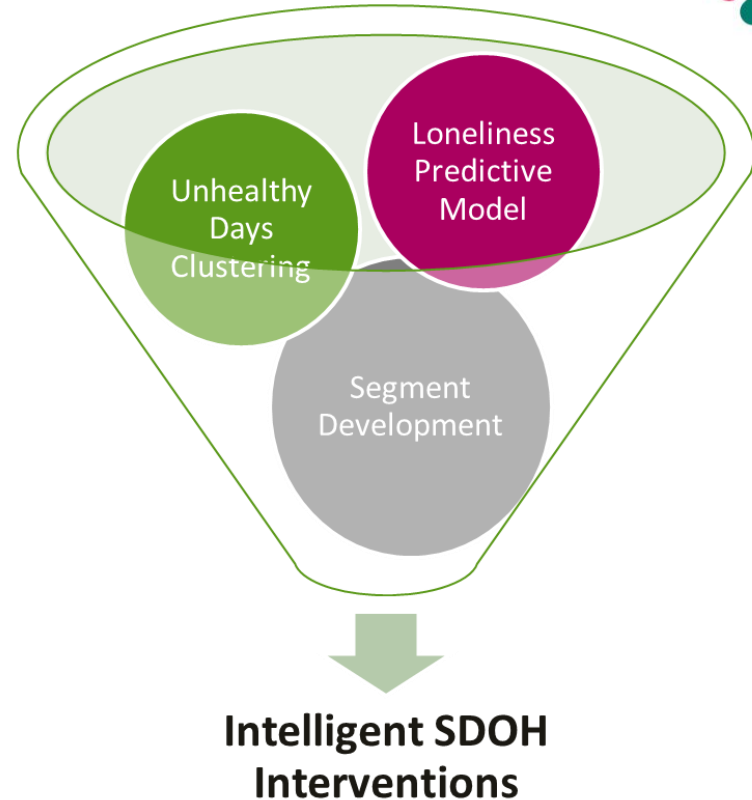 Loneliness
Predictive
Model
Unhealthy
Days
Clustering
Segment
Development
Intelligent SDOH
Interventions